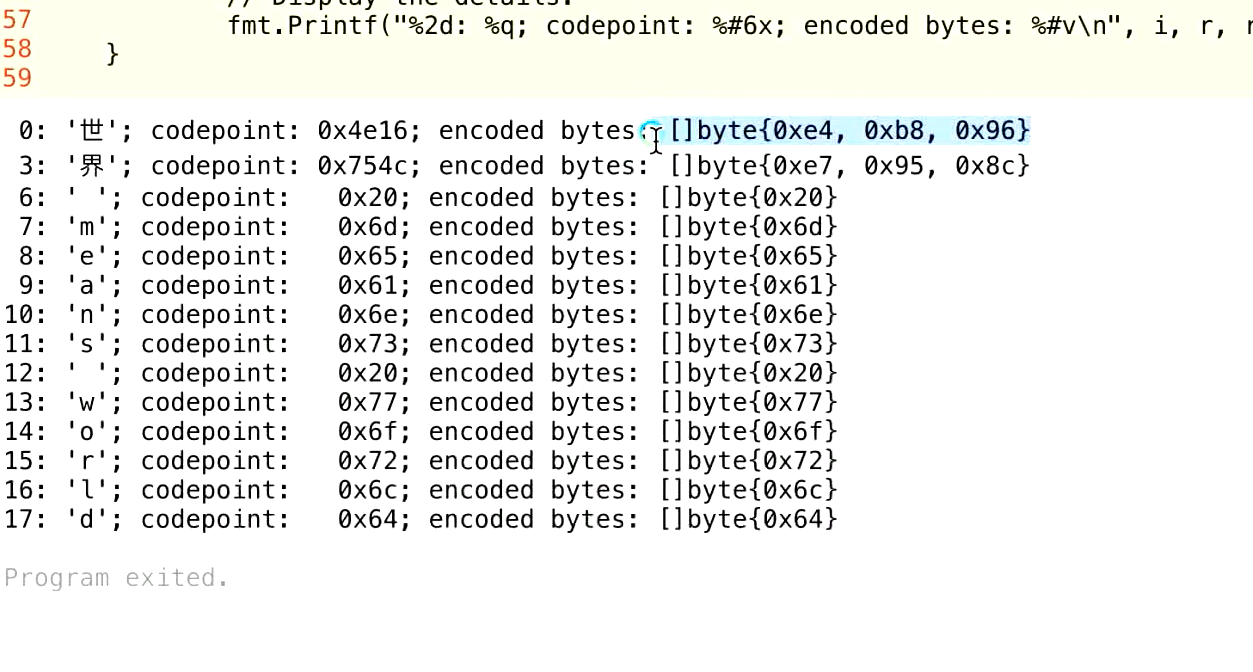 57 // Display the details.
fmt.Printf("%2d: %q; codepoint: %#6x; encoded bytes: %#v\n", i, r,
58 }
59
0: '世'; codepoint: 0x4e16; encoded bytes: []byte{0xe4, 0xb8, 0x96}
3: '界'; codepoint: 0x754c; encoded bytes: []byte{0xe7, 0x95, 0x8c}
6: ' '; codepoint:   0x20; encoded bytes: []byte{0x20}
7: 'm'; codepoint:   0x6d; encoded bytes: []byte{0x6d}
8: 'e'; codepoint:   0x65; encoded bytes: []byte{0x65}
9: 'a'; codepoint:   0x61; encoded bytes: []byte{0x61}
10: 'n'; codepoint:   0x6e; encoded bytes: []byte{0x6e}
11: 's'; codepoint:   0x73; encoded bytes: []byte{0x73}
12: ' '; codepoint:   0x20; encoded bytes: []byte{0x20}
13: 'w'; codepoint:   0x77; encoded bytes: []byte{0x77}
14: 'o'; codepoint:   0x6f; encoded bytes: []byte{0x6f}
15: 'r'; codepoint:   0x72; encoded bytes: []byte{0x72}
16: 'l'; codepoint:   0x6c; encoded bytes: []byte{0x6c}
17: 'd'; codepoint:   0x64; encoded bytes: []byte{0x64}
Program exited.